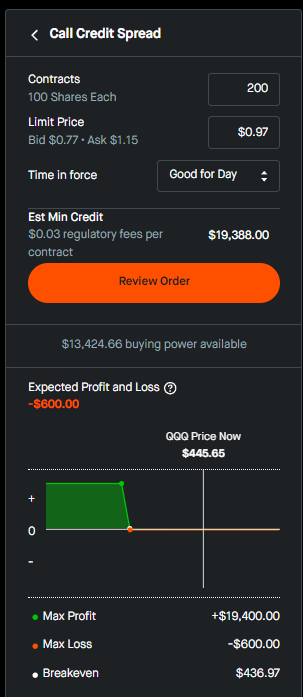 Call Credit Spread
Contracts
100 Shares Each
200
Limit Price
Bid $0.77 • Ask $1.15
$0.97
Time in force
Good for Day
Est Min Credit
$0.03 regulatory fees per
contract
$19,388.00
Review Order
$13,424.66 buying power available
Expected Profit and Loss ?
-$600.00
QQQ Price Now
$445.65
+
0
-
Max Profit +$19,400.00
Max Loss -$600.00
Breakeven $436.97